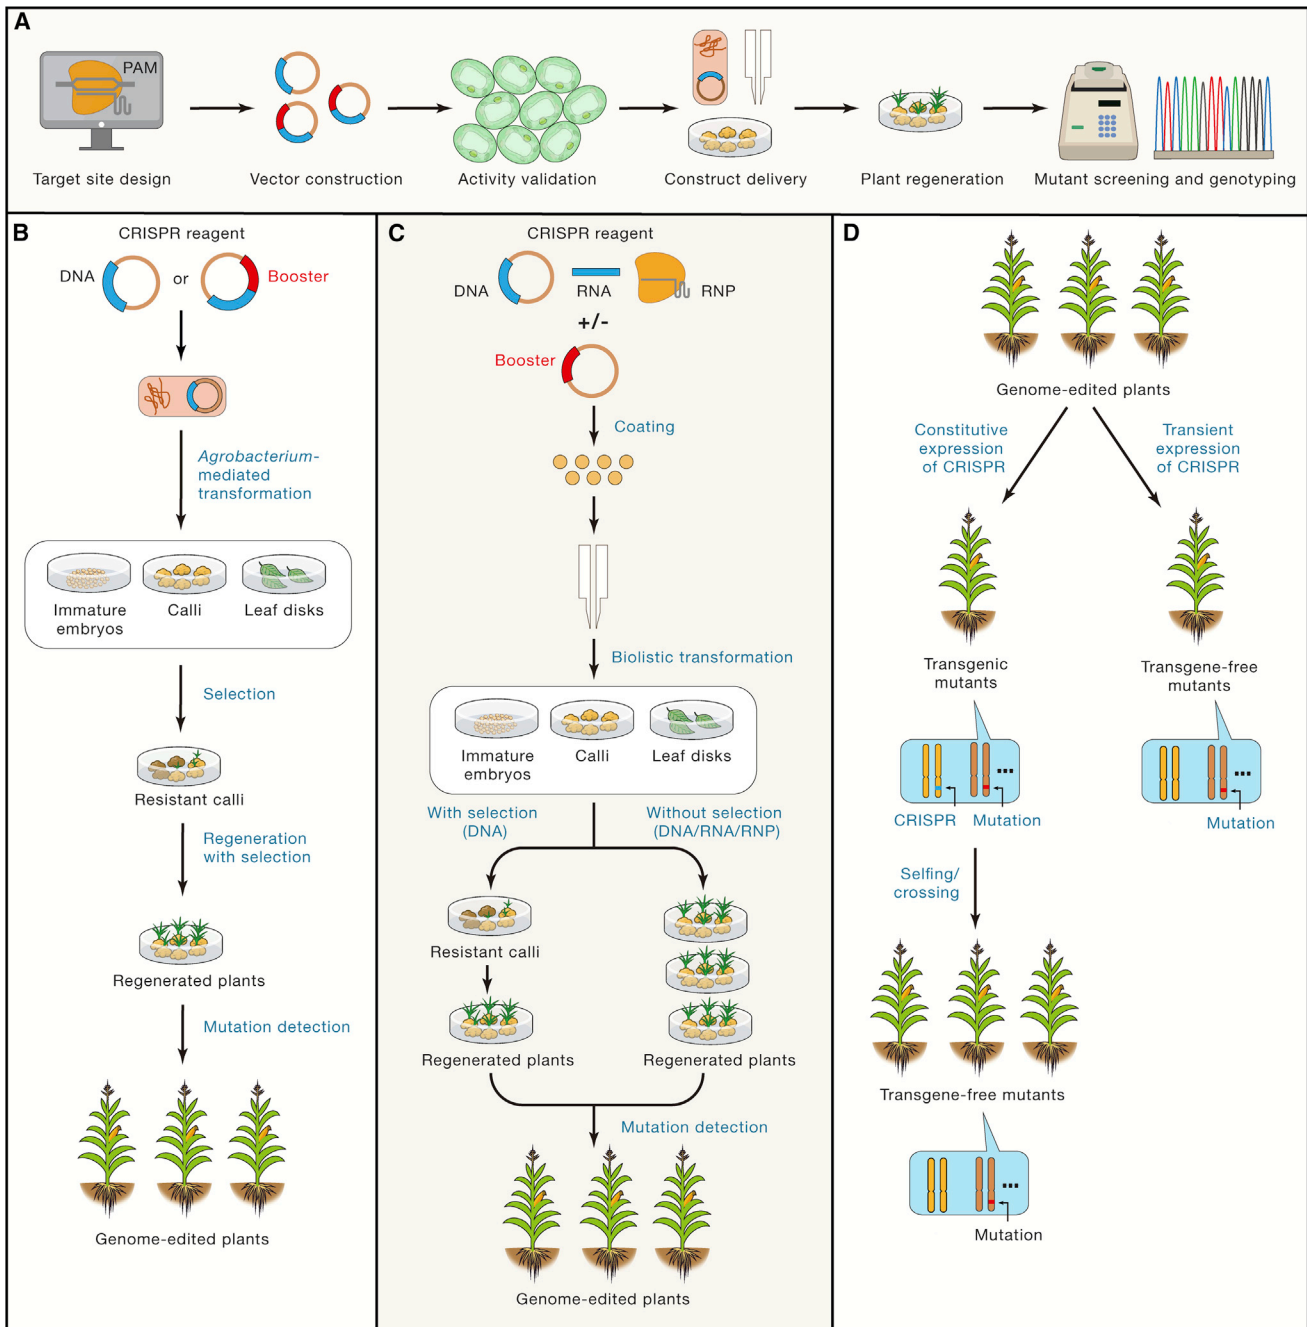 A
PAM
Target site design
Vector construction
Activity validation
Construct delivery
Plant regeneration
Mutant screening and genotyping
B
CRISPR reagent
DNA
or
Booster
Agrobacterium-
mediated
transformation
Immature
embryos
Calli
Leaf disks
Selection
Resistant calli
Regeneration
with selection
Regenerated plants
Mutation detection
Genome-edited plants
C
CRISPR reagent
DNA
RNA
RNP
+/-
Booster
Coating
Biolistic transformation
Immature
embryos
Calli
Leaf disks
With selection
(DNA)
Without selection
(DNA/RNA/RNP)
Resistant calli
Regenerated plants
Regenerated plants
Mutation detection
Genome-edited plants
D
Genome-edited plants
Constitutive
expression
of CRISPR
Transient
expression
of CRISPR
Transgenic
mutants
Transgene-free
mutants
...
CRISPR
Mutation
...
Mutation
Selfing/
crossing
Transgene-free mutants
...
Mutation